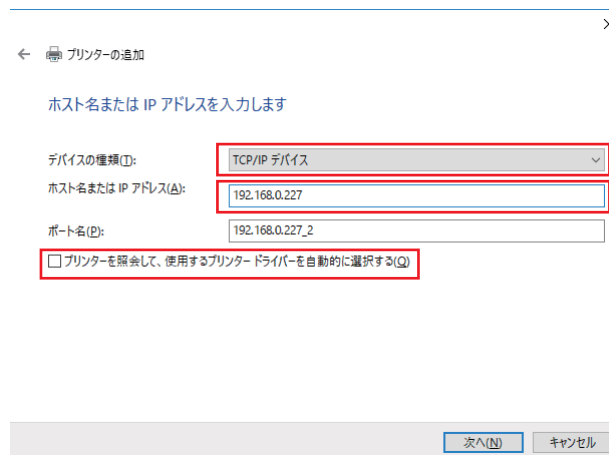 プリンターの追加
ホスト名または IP アドレスを入力します
デバイスの種類(T):
TCP/IP デバイス
ホスト名または IP アドレス(A):
192.168.0.227
ポート名(P):
192.168.0.227_2
プリンターを照会して、使用するプリンター ドライバーを自動的に選択する(Q)
次へ(N)
キャンセル